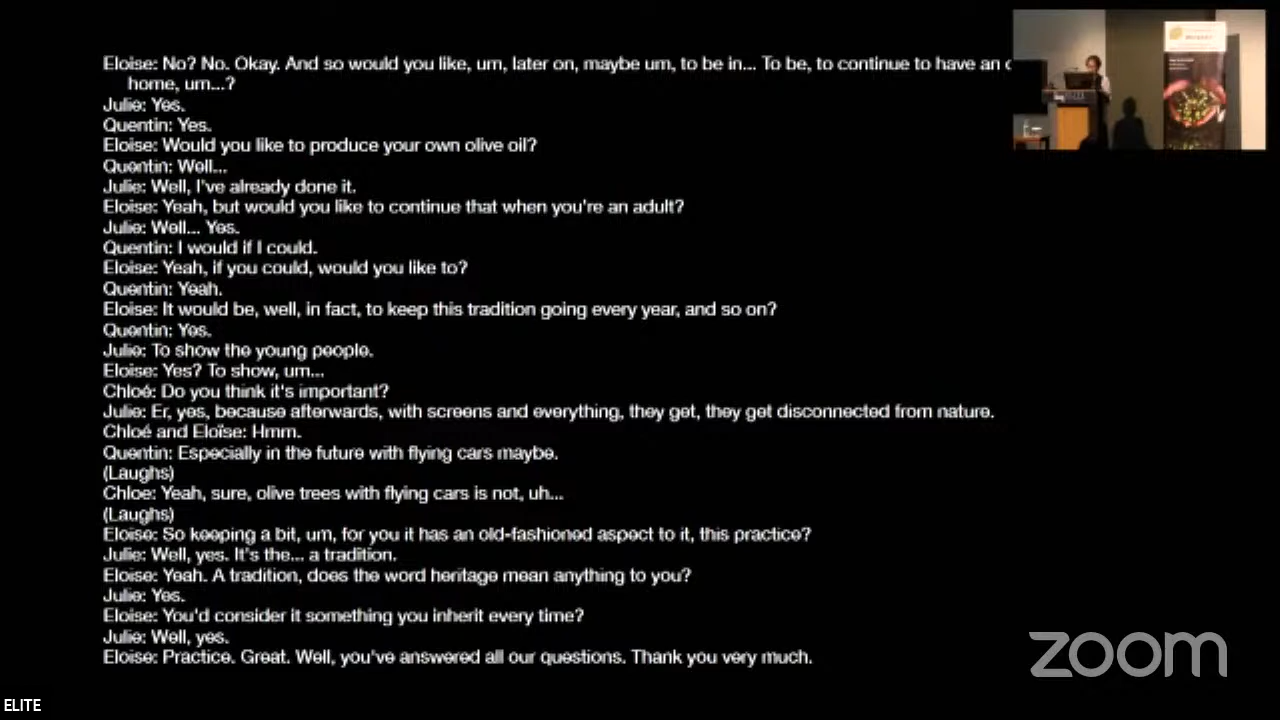 Eloise: No? No. Okay. And so would you like, um, later on, maybe um, to be in... To be, to continue to have an
home, um...?
Julie: Yes.
Quentin: Yes.
Eloise: Would you like to produce your own olive oil?
Quentin: Well...
Julie: Well, I've already done it.
Eloise: Yeah, but would you like to continue that when you're an adult?
Julie: Well... Yes.
Quentin: I would if I could.
Eloise: Yeah, if you could, would you like to?
Quentin: Yeah.
Eloise: It would be, well, in fact, to keep this tradition going every year, and so on?
Quentin: Yes.
Julie: To show the young people.
Eloise: Yes? To show, um...
Chloé: Do you think it's important?
Julie: Er, yes, because afterwards, with screens and everything, they get, they get disconnected from nature.
Chloé and Eloïse: Hmm.
Quentin: Especially in the future with flying cars maybe.
(Laughs)
Chloe: Yeah, sure, olive trees with flying cars is not, uh...
(Laughs)
Eloise: So keeping a bit, um, for you it has an old-fashioned aspect to it, this practice?
Julie: Well, yes. It's the... a tradition.
Eloise: Yeah. A tradition, does the word heritage mean anything to you?
Julie: Yes.
Eloise: You'd consider it something you inherit every time?
Julie: Well, yes.
Eloise: Practice. Great. Well, you've answered all our questions. Thank you very much.
zoom
ELITE